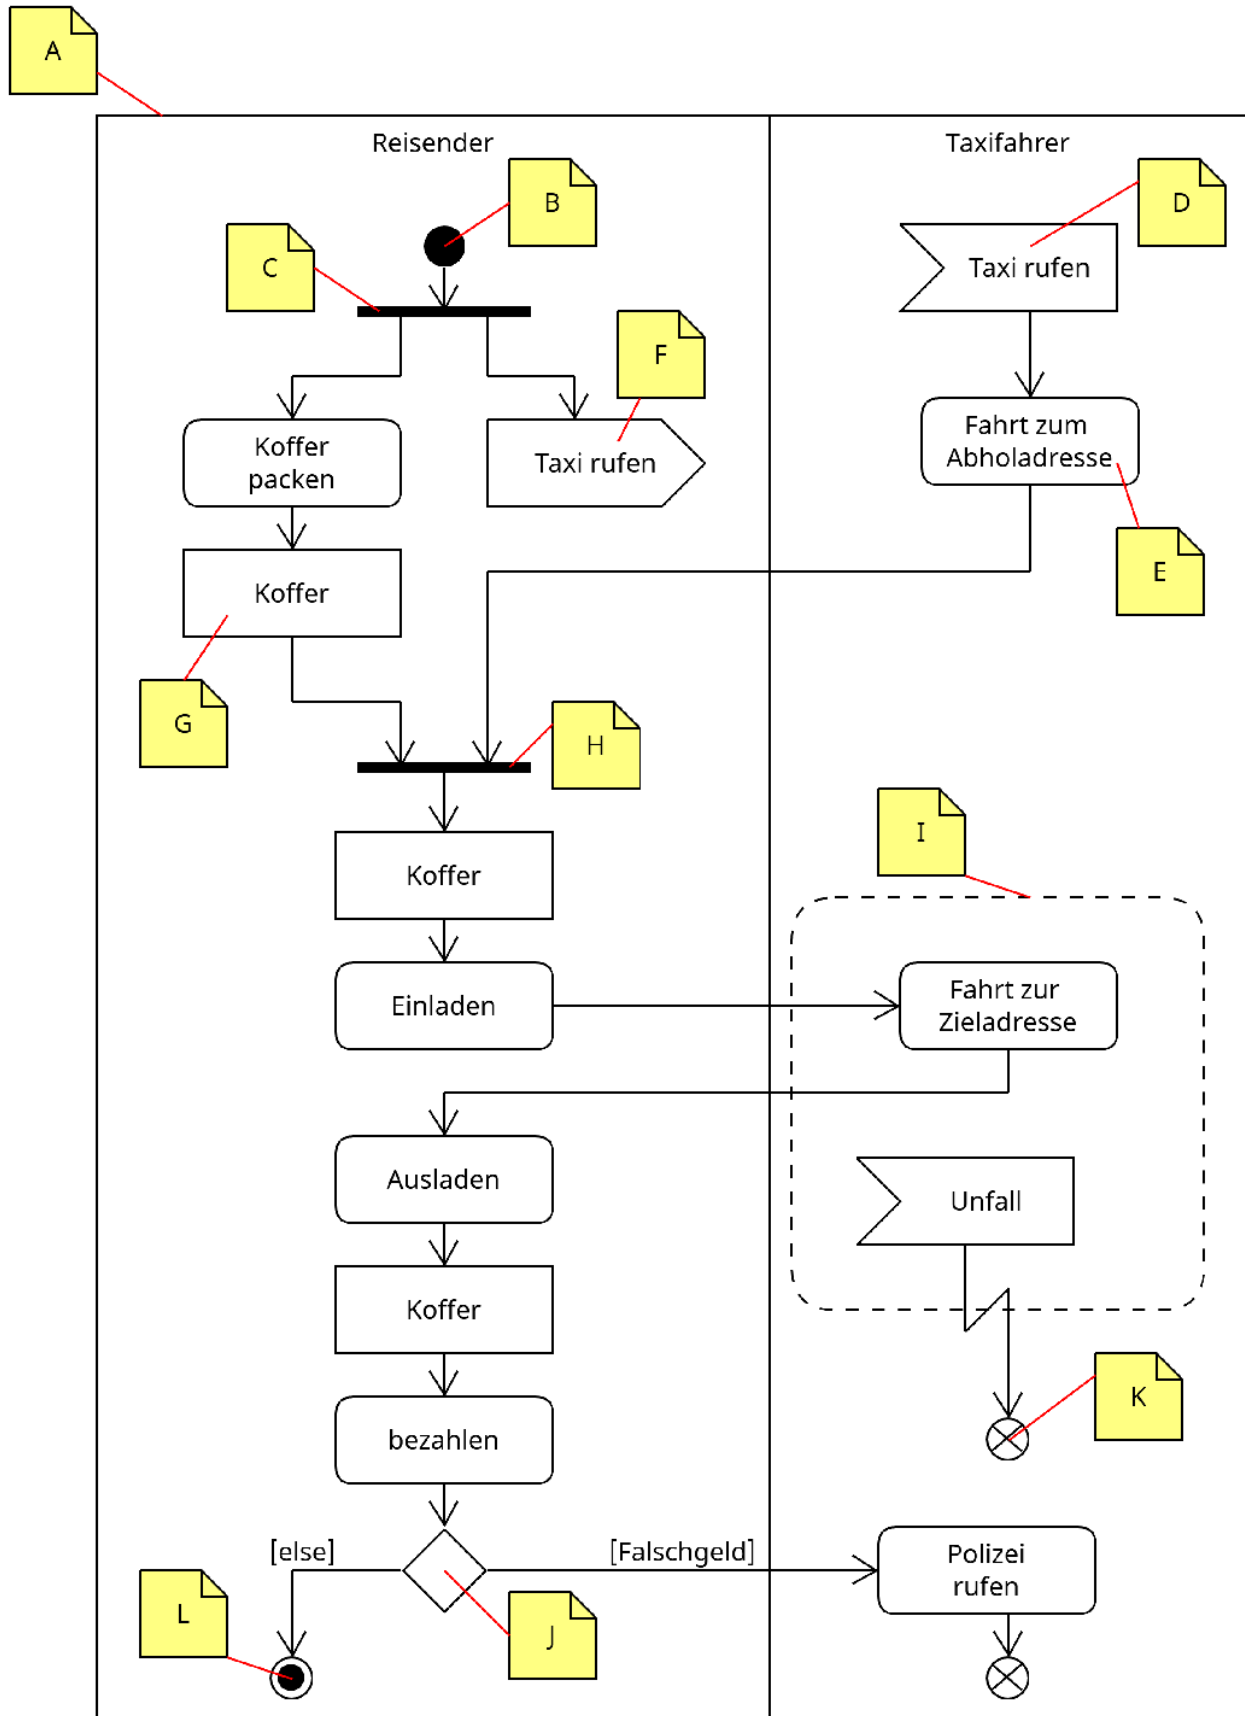 A
Reisender
Taxifahrer
B
D
C
Taxi rufen
F
Fahrt zum
Abholadresse
Koffer
packen
Taxi rufen
E
Koffer
G
H
I
Koffer
Einladen
Fahrt zur
Zieladresse
Ausladen
Unfall
Koffer
K
bezahlen
[else]
[Falschgeld]
Polizei
rufen
L
J